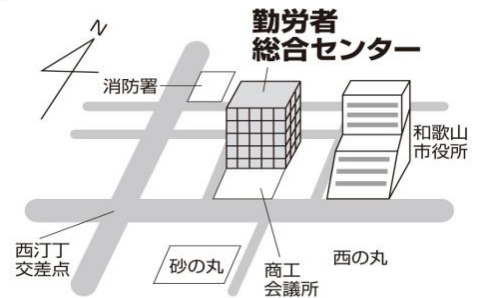 N
勤労者
総合センター
消防署
和歌山
市役所
西汀丁
交差点
砂の丸
商工
会議所
西の丸